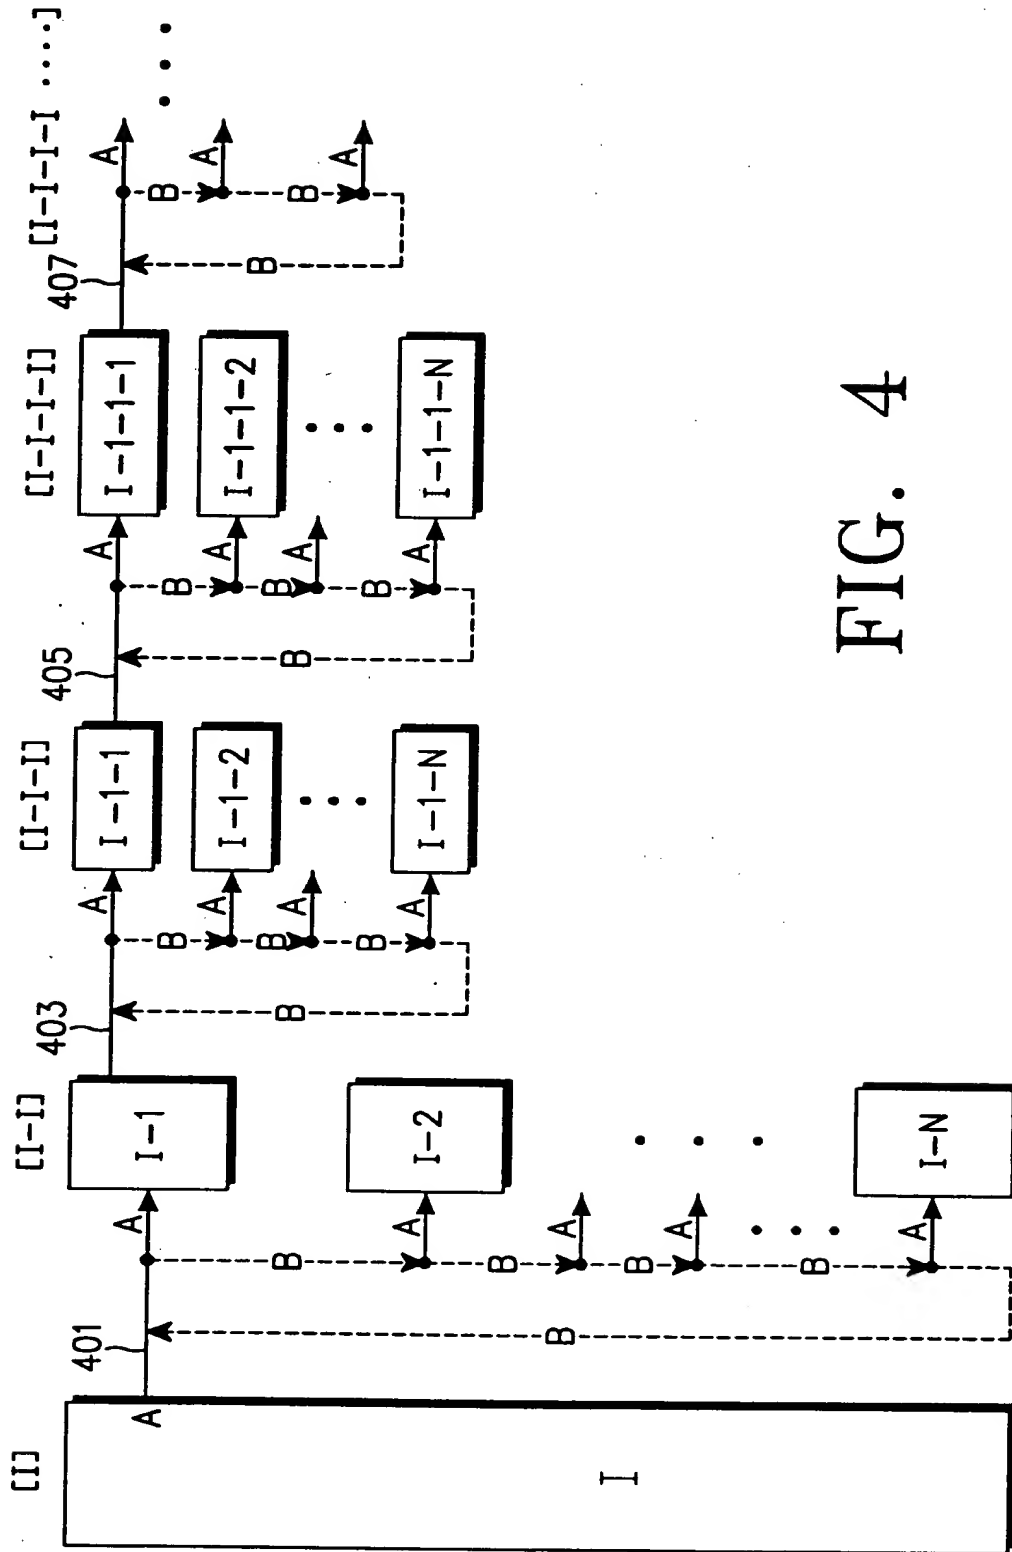 [I]
[I-I]
[I-I-I]
[I-I-I-I]
[I-I-I-I-I ····]
401
403
405
407
A
I
A
B
A
B
A
B
A
B
A
B
I-1
I-2
I-N
A
B
A
B
A
B
A
B
I-1-1
I-1-2
I-1-N
A
B
A
B
A
B
A
B
I-1-1-1
I-1-1-2
I-1-1-N
A
B
A
B
A
B
FIG. 4